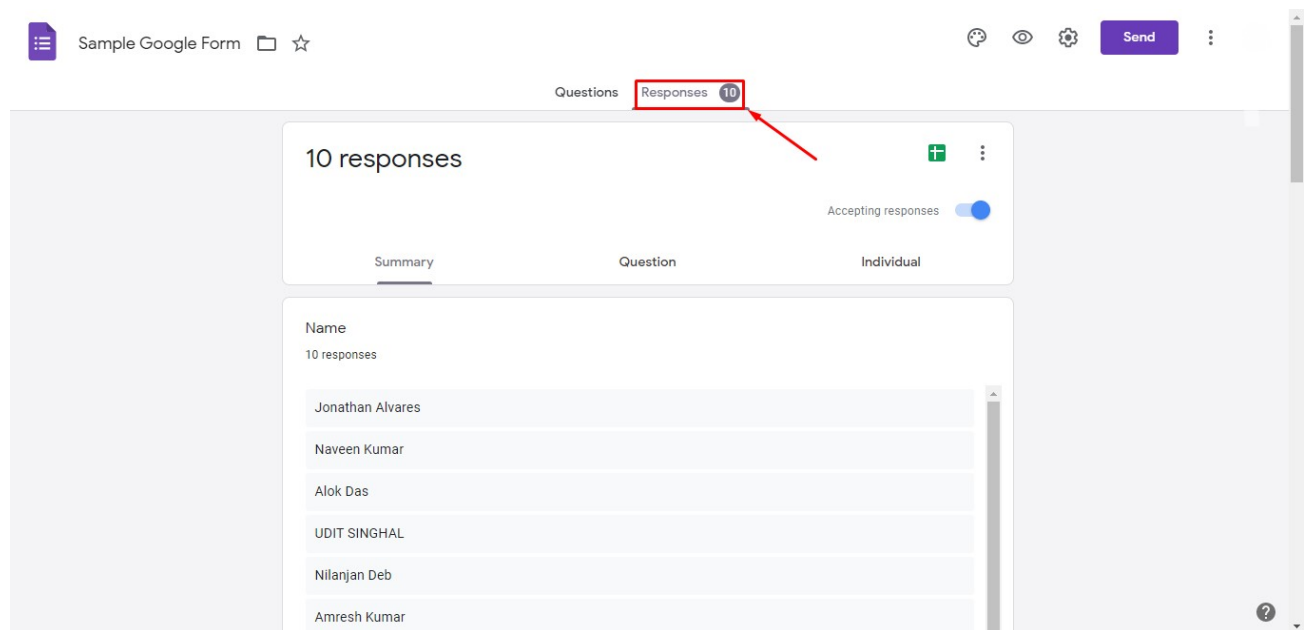 Sample Google Form
Send
Questions Responses 10
10 responses
Accepting responses
Summary Question Individual
Name
10 responses
Jonathan Alvares
Naveen Kumar
Alok Das
UDIT SINGHAL
Nilanjan Deb
Amresh Kumar